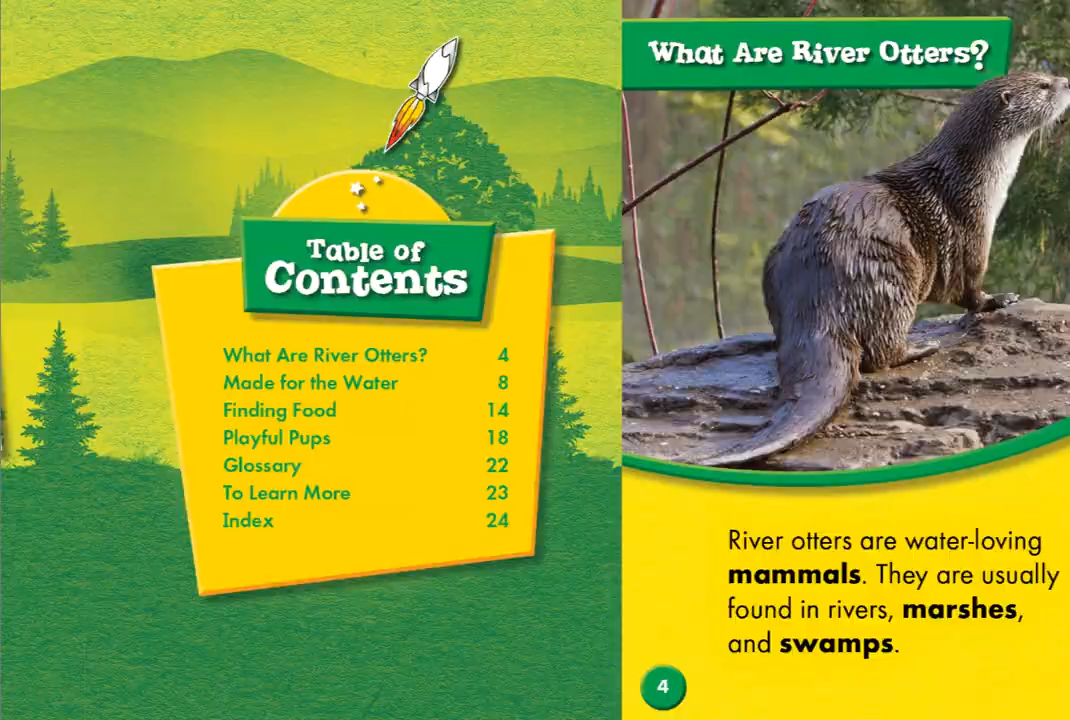 Table of
Contents
What Are River Otters? 4
Made for the Water 8
Finding Food 14
Playful Pups 18
Glossary 22
To Learn More 23
Index 24
What Are River Otters?
River otters are water-loving
mammals. They are usually
found in rivers, marshes,
and swamps.
4